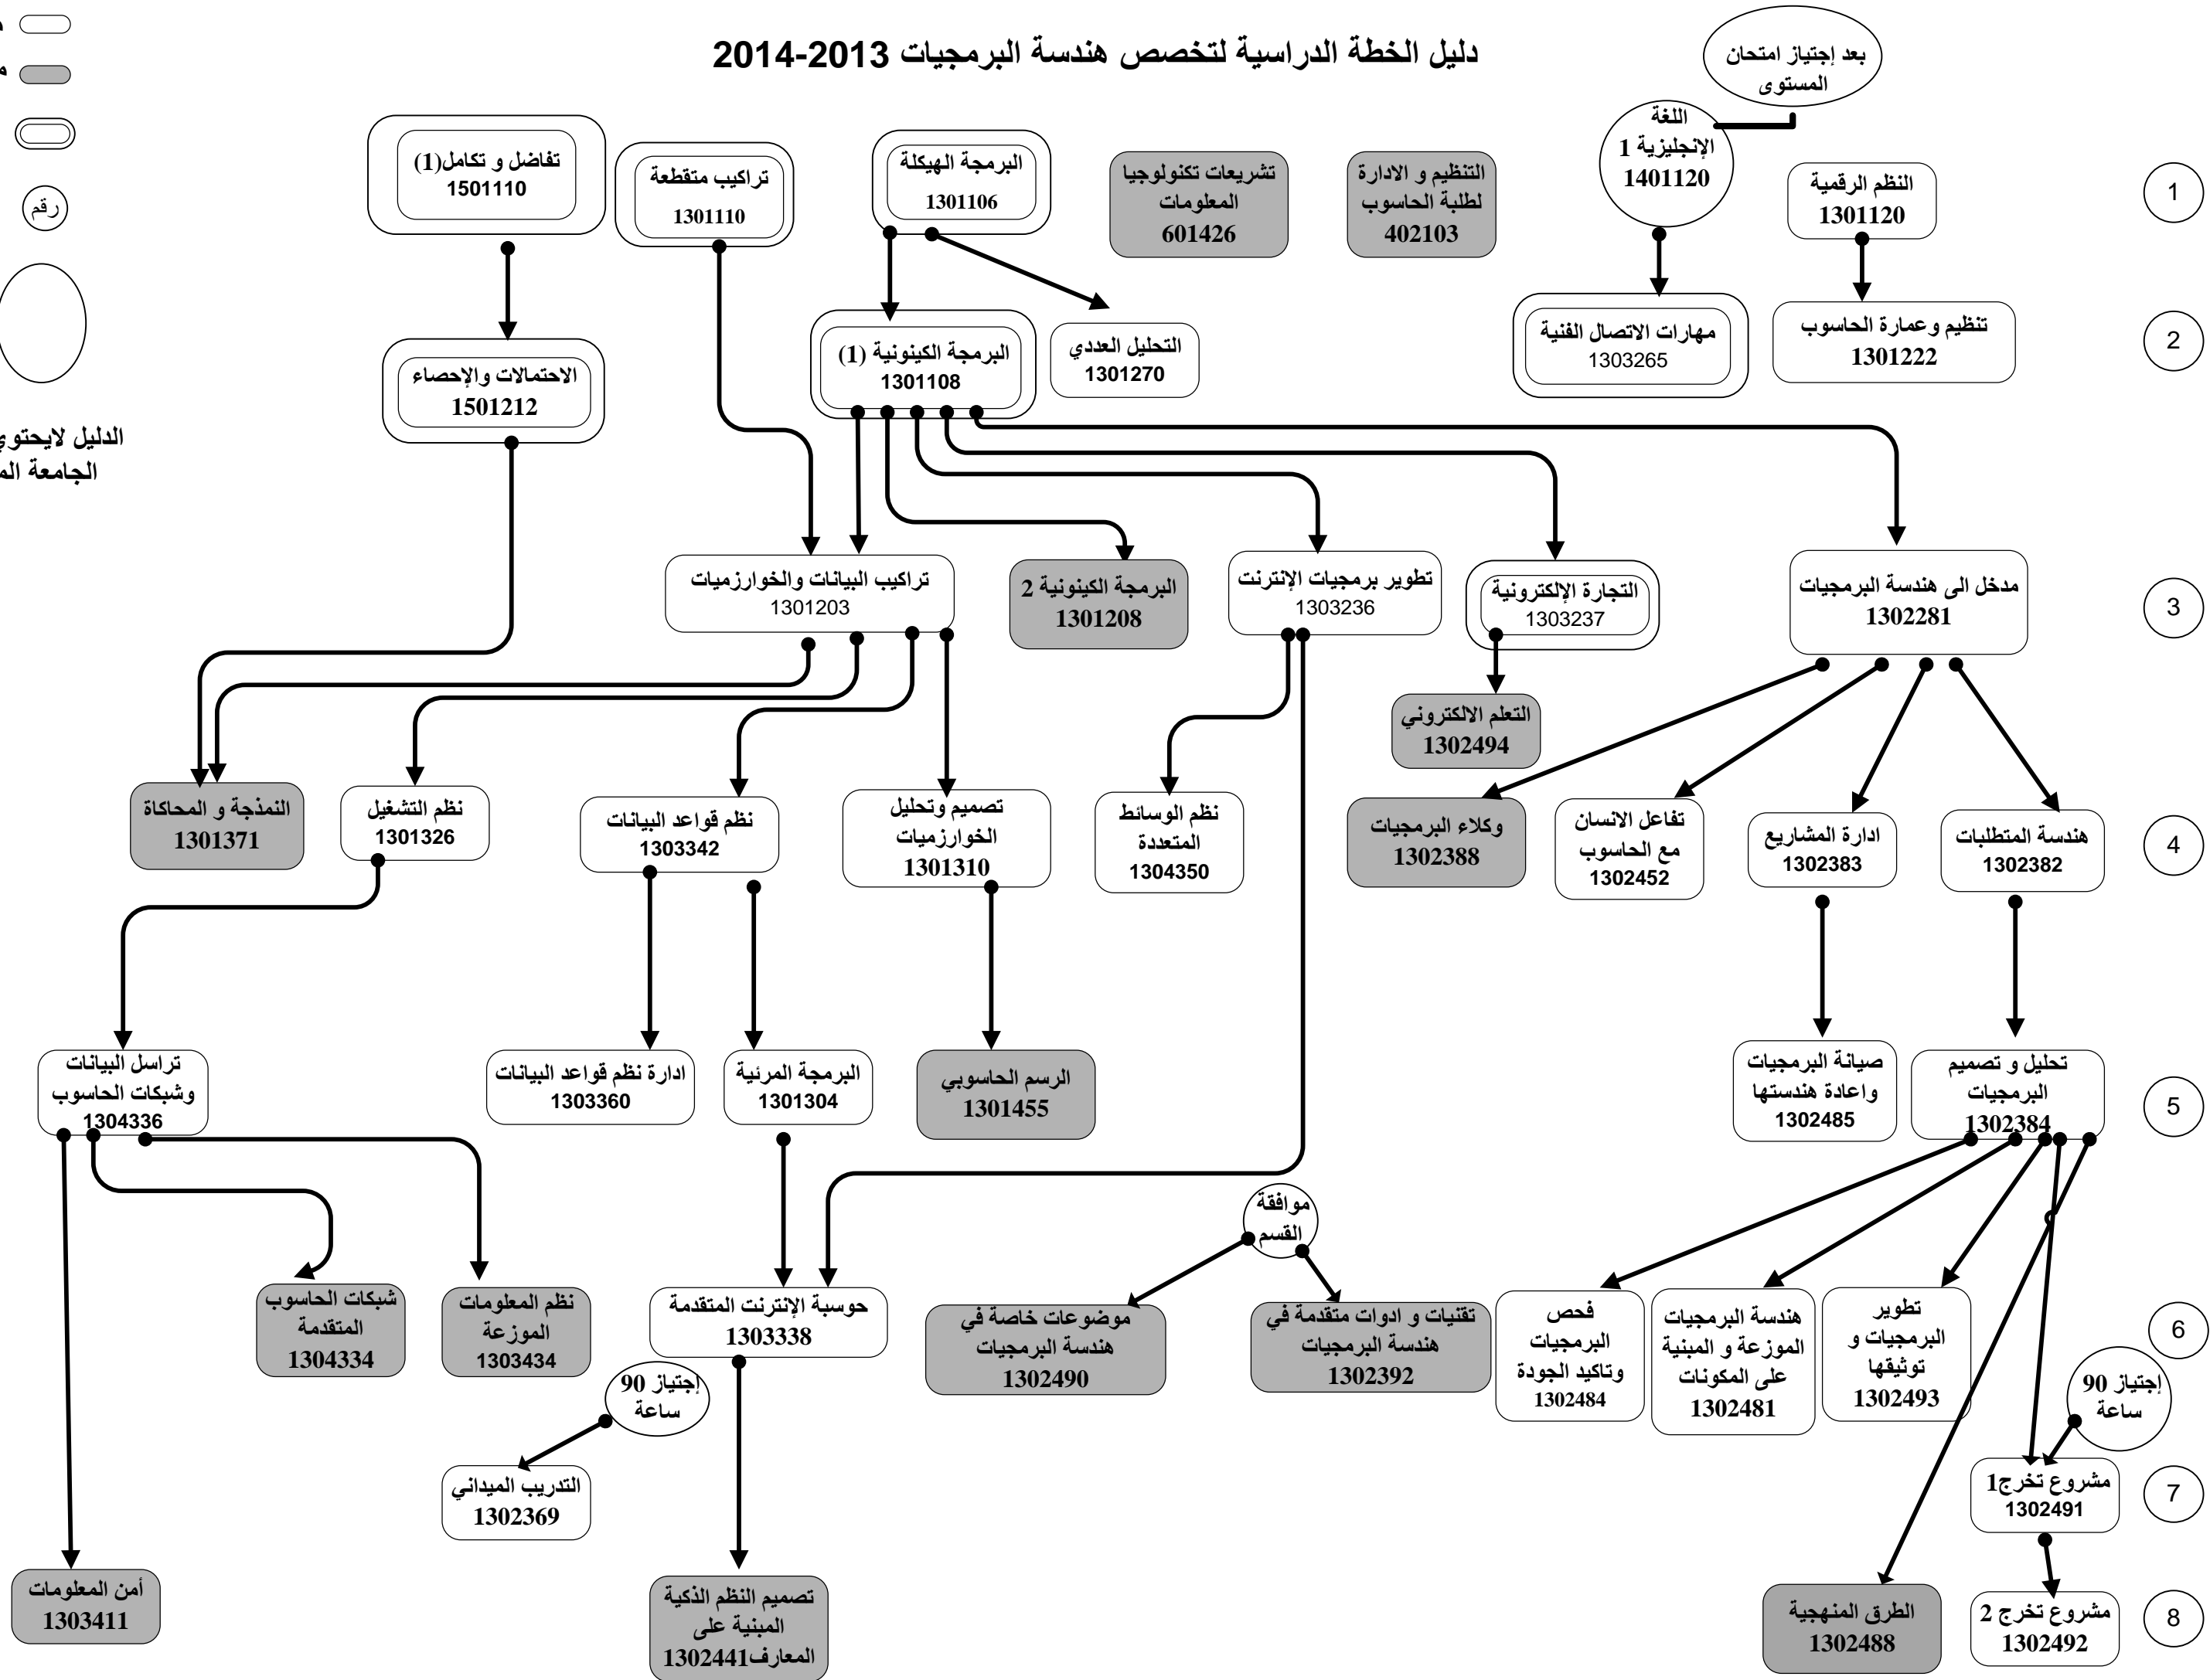 دليل الخطة الدراسية لتخصص هندسة البرمجيات 2013-2014
بعد إجتياز امتحان
المستوى
رقم
الدليل لايحتوي
الجامعة
1
اللغة
الإنجليزية 1
1401120
النظم الرقمية
1301120
التنظيم و الادارة
لطلبة الحاسوب
402103
تشريعات تكنولوجيا
المعلومات
601426
البرمجة الهيكلة
1301106
تراكيب متقطعة
1301110
تفاضل و تكامل(1)
1501110
2
تنظيم وعمارة الحاسوب
1301222
مهارات الاتصال الفنية
1303265
التحليل العددي
1301270
البرمجة الكينونية (1)
1301108
الاحتمالات والإحصاء
1501212
3
مدخل الى هندسة البرمجيات
1302281
التجارة الإلكترونية
1303237
تطوير برمجيات الإنترنت
1303236
البرمجة الكينونية 2
1301208
تراكيب البيانات والخوارزميات
1301203
التعلم الالكتروني
1302494
4
هندسة المتطلبات
1302382
ادارة المشاريع
1302383
تفاعل الانسان
مع الحاسوب
1302452
وكلاء البرمجيات
1302388
نظم الوسائط
المتعددة
1304350
تصميم وتحليل
الخوارزميات
1301310
نظم قواعد البيانات
1303342
نظم التشغيل
1301326
النمذجة و المحاكاة
1301371
5
تحليل و تصميم
البرمجيات
1302384
صيانة البرمجيات
واعادة هندستها
1302485
الرسم الحاسوبي
1301455
البرمجة المرئية
1301304
ادارة نظم قواعد البيانات
1303360
تراسل البيانات
وشبكات الحاسوب
1304336
موافقة
القسم
6
تطوير
البرمجيات و
توثيقها
1302493
هندسة البرمجيات
الموزعة و المبنية
على المكونات
1302481
فحص
البرمجيات
وتاكيد الجودة
1302484
تقنيات و ادوات متقدمة في
هندسة البرمجيات
1302392
موضوعات خاصة في
هندسة البرمجيات
1302490
حوسبة الإنترنت المتقدمة
1303338
نظم المعلومات
الموزعة
1303434
شبكات الحاسوب
المتقدمة
1304334
إجتياز 90
ساعة
إجتياز 90
ساعة
7
مشروع تخرج1
1302491
التدريب الميداني
1302369
8
مشروع تخرج 2
1302492
الطرق المنهجية
1302488
تصميم النظم الذكية
المبنية على
المعارف1302441
أمن المعلومات
1303411